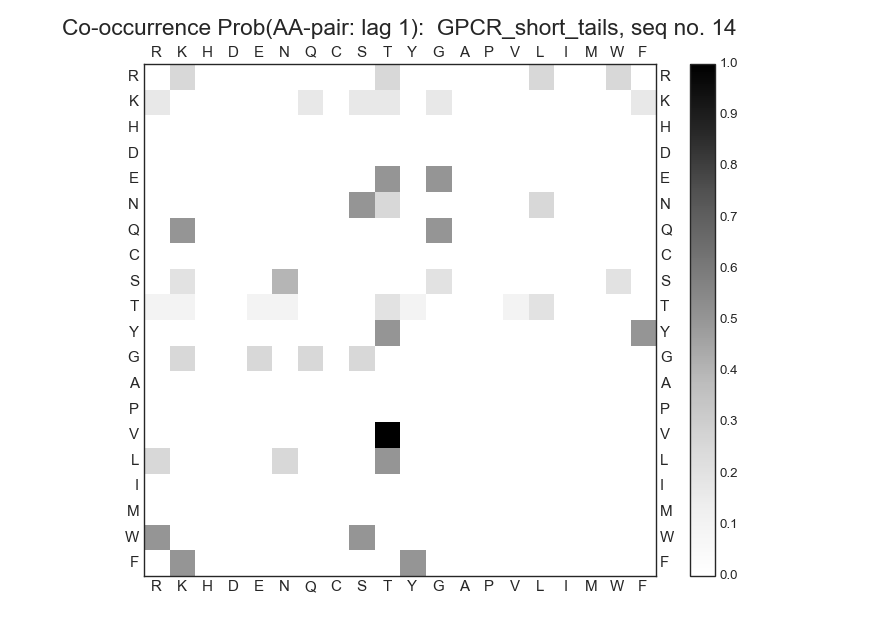 Co-occurrence Prob(AA-pair: lag 1):  GPCR_short_tails, seq no. 14
R K H D E N Q C S T Y G A P V L I M W F
1.0
R R
K K
0.9
H H
D D
0.8
E E
N N
0.7
Q Q
0.6
C C
S S
0.5
T T
Y Y
0.4
G G
A A
0.3
P P
V V
L L
0.2
I I
0.1
M M
W W
F F
0.0
R K H D E N Q C S T Y G A P V L I M W F